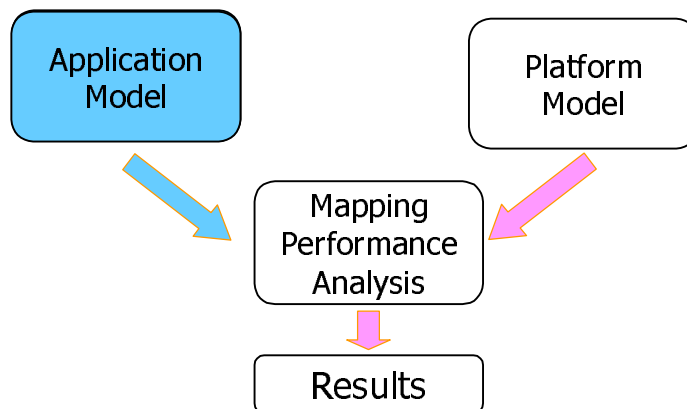 Application
Model
Platform
Model
Mapping
Performance
Analysis
Results